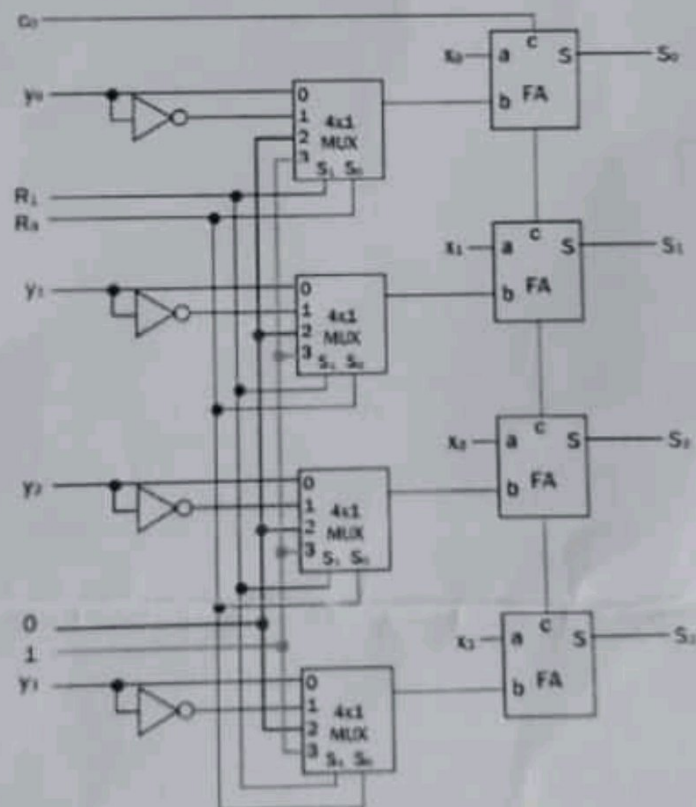 C₀
c
x₀ a S S₀
FA
b
y₀
0
1
2
3
4x1
MUX
S₁ S₀
R₁
R₀
c
x₁ a S S₁
FA
b
y₁
0
1
2
3
4x1
MUX
S₁ S₀
c
x₂ a S S₂
FA
b
y₂
0
1
2
3
4x1
MUX
S₁ S₀
0
1
c
x₃ a S S₃
FA
b
y₃
0
1
2
3
4x1
MUX
S₁ S₀